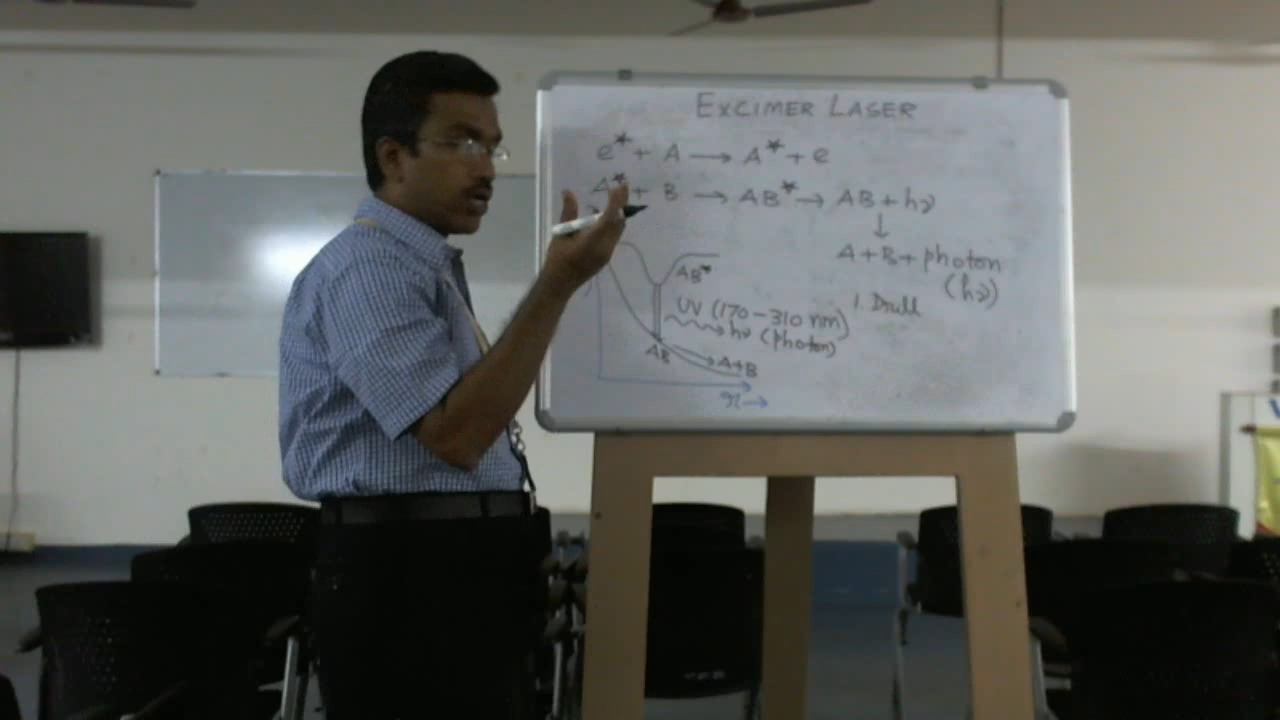 EXCIMER LASER
e* + A → A* + e
A* + B → AB* → AB + hν
↓
A + B + photon
(hν)
AB*
UV (170-310 nm)
1. Drill
hν (photon)
AB
→ A+B
r →